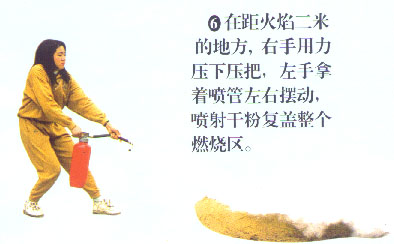 ❻在距火焰二米
的地方，右手用力
压下压把，左手拿
着喷管左右摆动，
喷射干粉复盖整个
燃烧区。